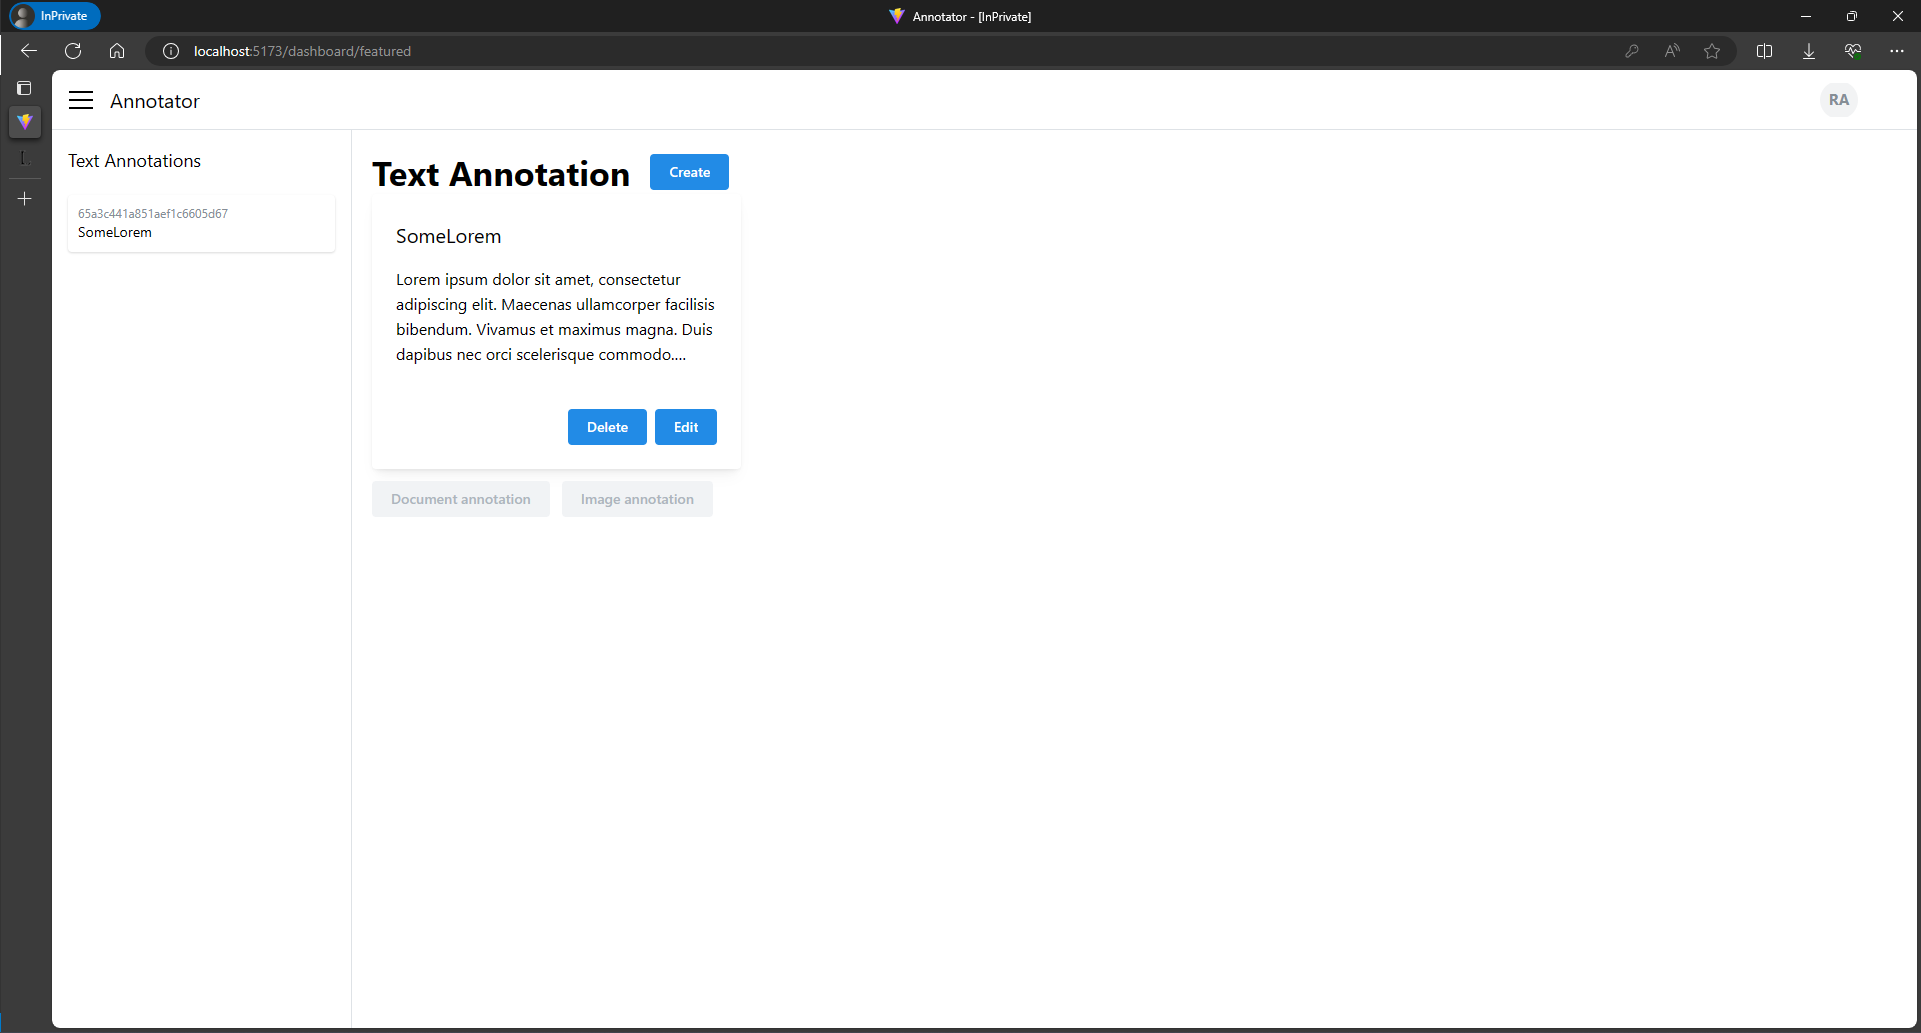 InPrivate
Annotator - [InPrivate]
localhost:5173/dashboard/featured
Annotator
RA
Text Annotations
65a3c441a851aef1c6605d67
SomeLorem
Text Annotation
Create
SomeLorem
Lorem ipsum dolor sit amet, consectetur
adipiscing elit. Maecenas ullamcorper facilisis
bibendum. Vivamus et maximus magna. Duis
dapibus nec orci scelerisque commodo....
Delete
Edit
Document annotation
Image annotation